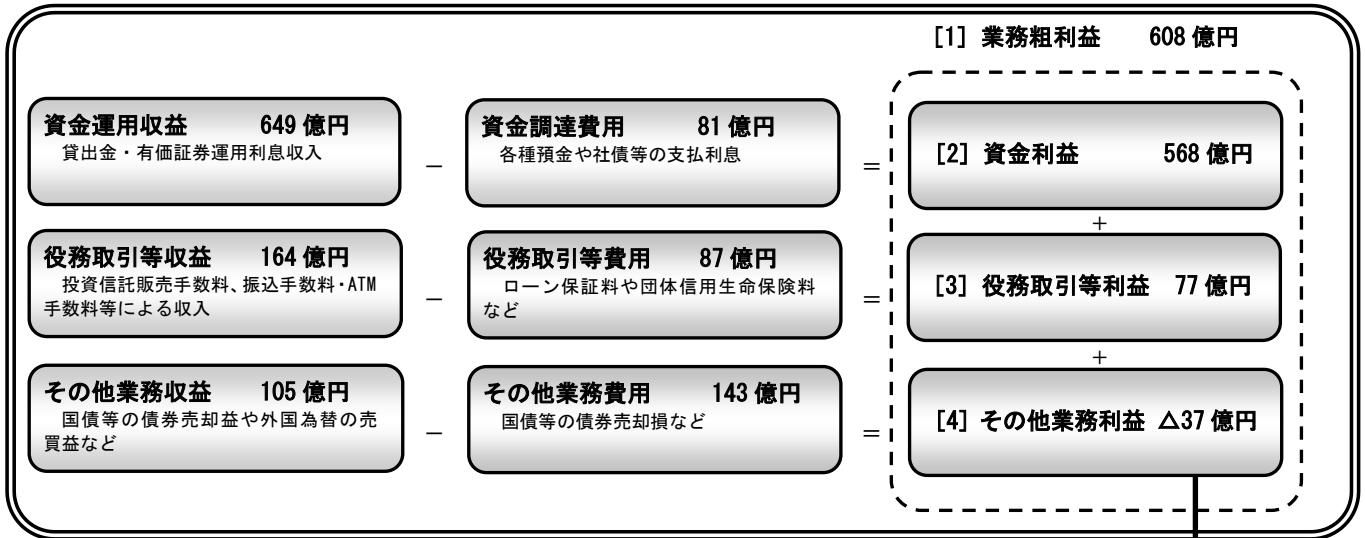 [1] 業務粗利益 608 億円
資金運用収益 649 億円
貸出金・有価証券運用利息収入
－
資金調達費用 81 億円
各種預金や社債等の支払利息
＝
[2] 資金利益 568 億円
＋
役務取引等収益 164 億円
投資信託販売手数料、振込手数料・ATM
手数料等による収入
－
役務取引等費用 87 億円
ローン保証料や団体信用生命保険料
など
＝
[3] 役務取引等利益 77 億円
＋
その他業務収益 105 億円
国債等の債券売却益や外国為替の売
買益など
－
その他業務費用 143 億円
国債等の債券売却損など
＝
[4] その他業務利益 △37 億円